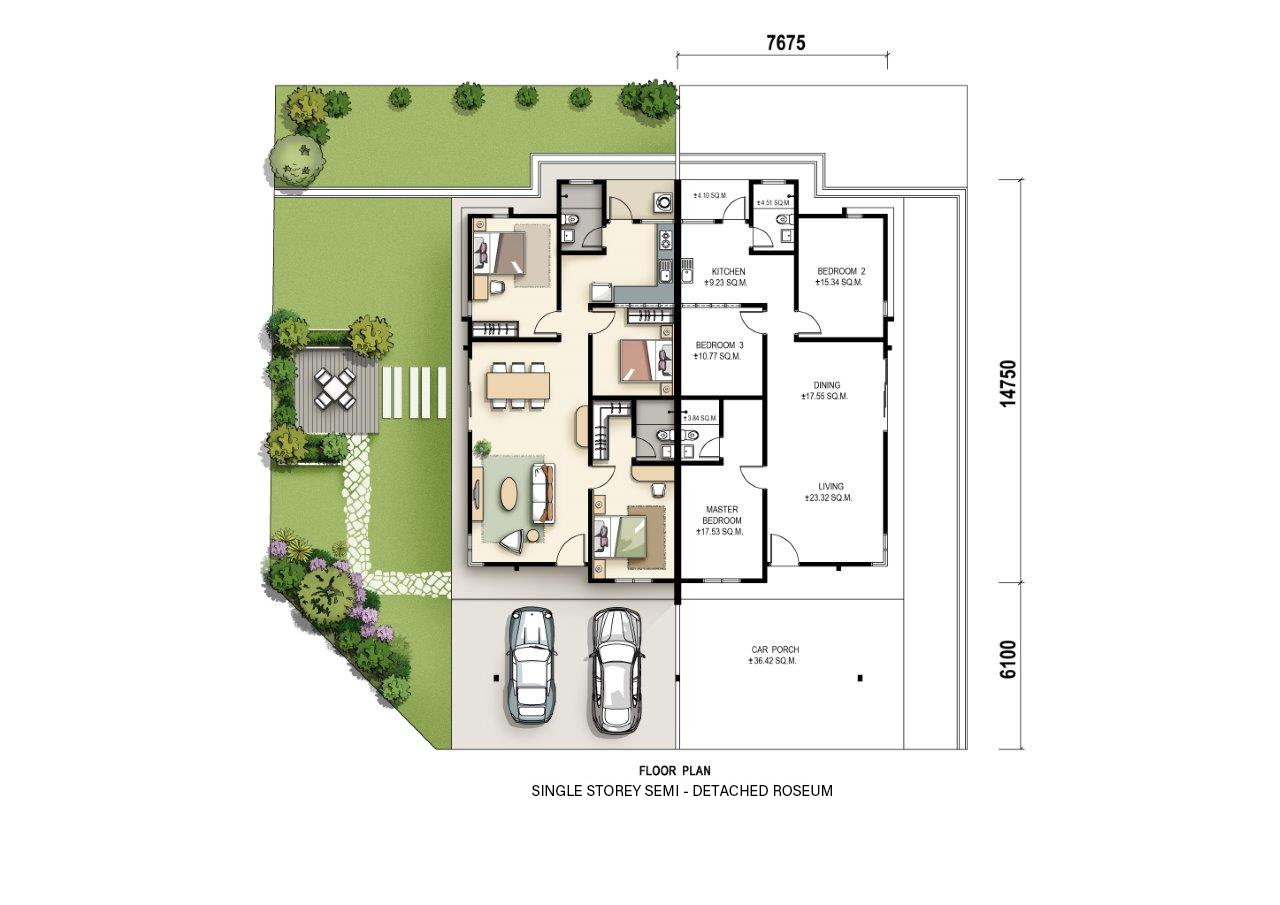 7675
±4.10 SQ.M.
±4.51 SQ.M.
KITCHEN
±9.23 SQ.M.
BEDROOM 2
±15.34 SQ.M.
BEDROOM 3
±10.77 SQ.M.
DINING
±17.55 SQ.M.
14750
±3.84 SQ.M.
LIVING
±23.32 SQ.M.
MASTER
BEDROOM
±17.53 SQ.M.
CAR PORCH
±36.42 SQ.M.
6100
FLOOR PLAN
SINGLE STOREY SEMI - DETACHED ROSEUM